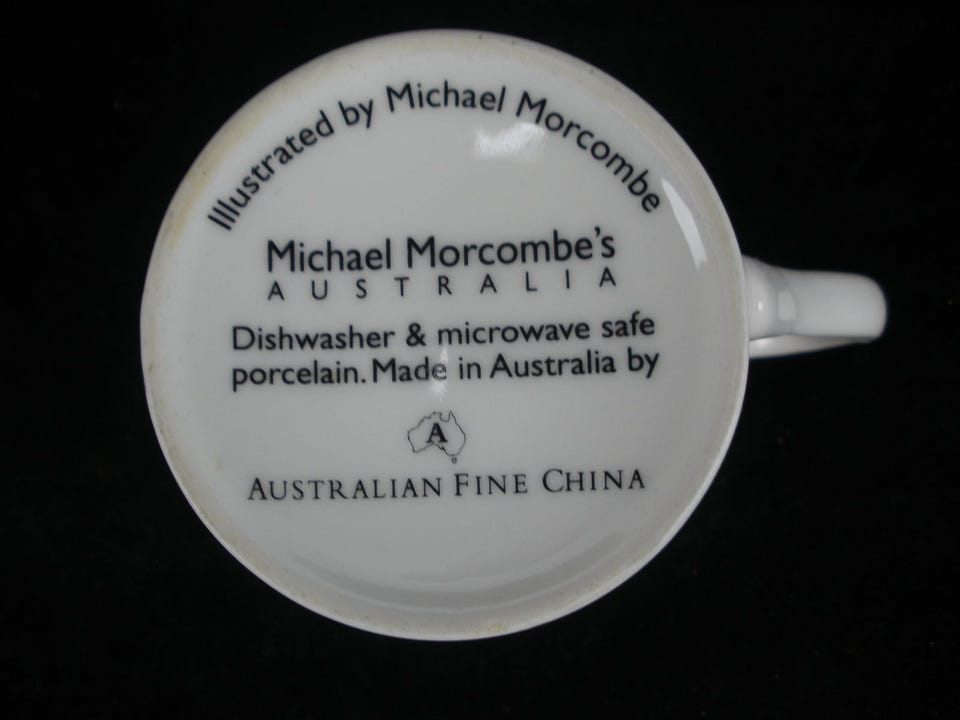 Illustrated by Michael Morcombe
Michael Morcombe's
AUSTRALIA
Dishwasher & microwave safe
porcelain. Made in Australia by
A
AUSTRALIAN FINE CHINA